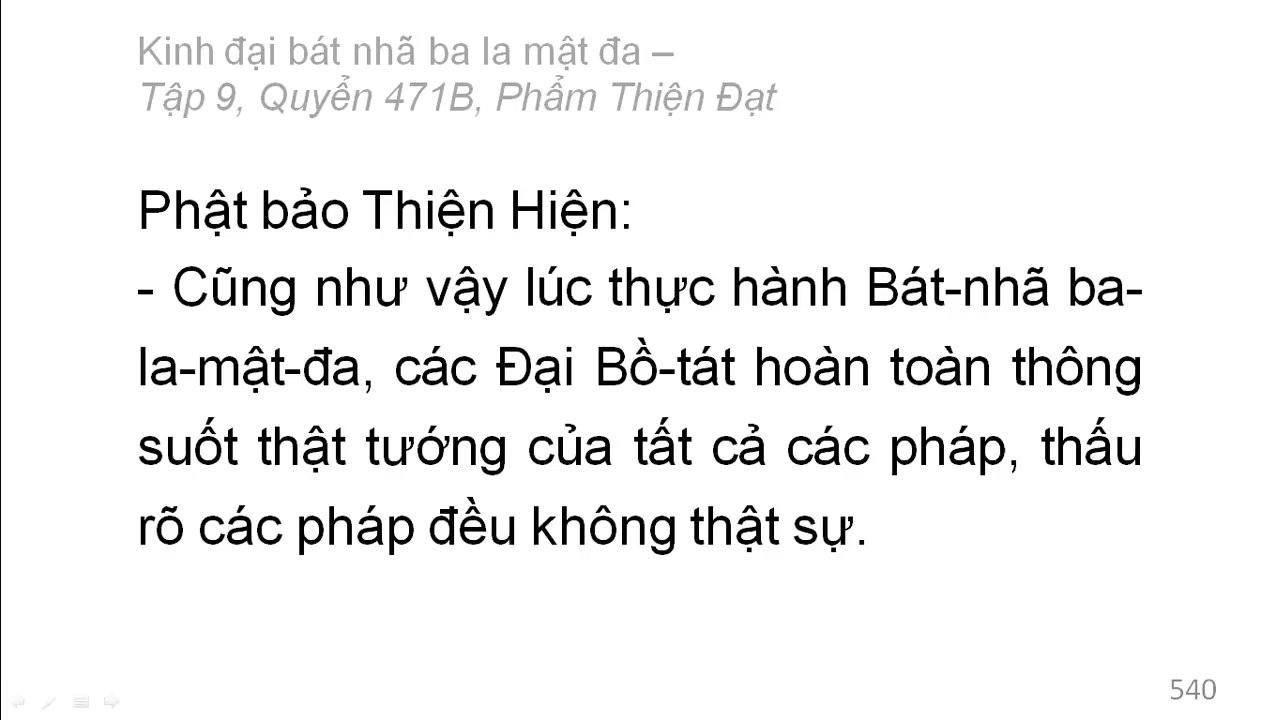 Kinh đại bát nhã ba la mật đa –
Tập 9, Quyển 471B, Phẩm Thiện Đạt
Phật bảo Thiện Hiện:
- Cũng như vậy lúc thực hành Bát-nhã ba-
la-mật-đa, các Đại Bồ-tát hoàn toàn thông
suốt thật tướng của tất cả các pháp, thấu
rõ các pháp đều không thật sự.
540